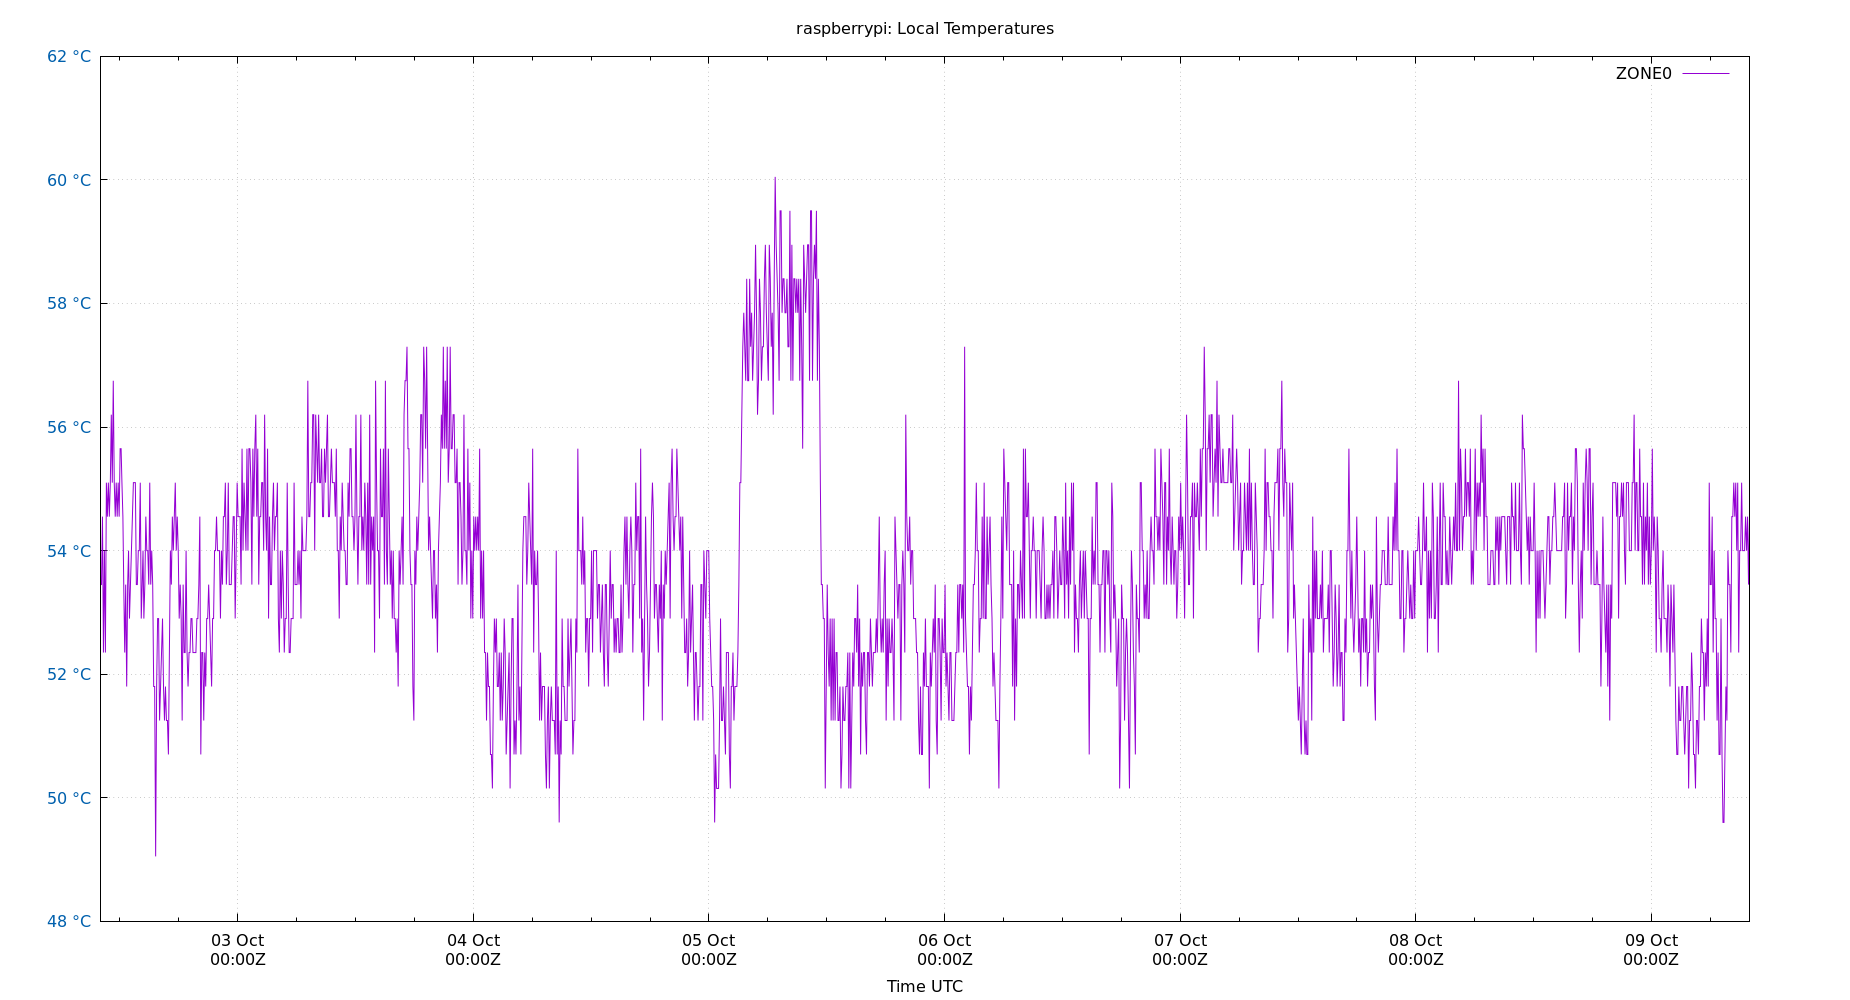 raspberrypi: Local Temperatures
62 °C
ZONE0
60 °C
58 °C
56 °C
54 °C
52 °C
50 °C
48 °C
03 Oct
00:00Z
04 Oct
00:00Z
05 Oct
00:00Z
06 Oct
00:00Z
07 Oct
00:00Z
08 Oct
00:00Z
09 Oct
00:00Z
Time UTC